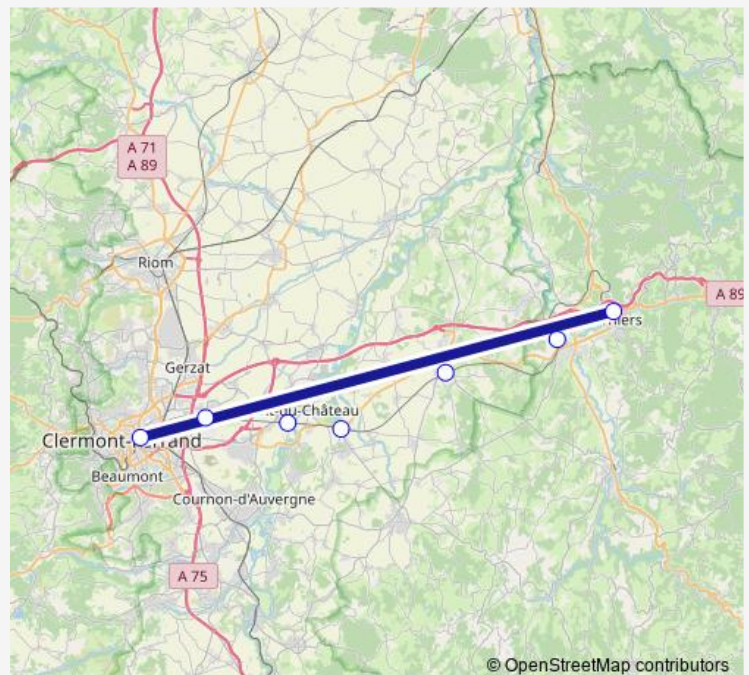 A 71
A 89
Riom
A 89
Gerzat
Clermont-Ferrand
Beaumont
Cournon-d'Auvergne
A 75
© OpenStreetMap contributors